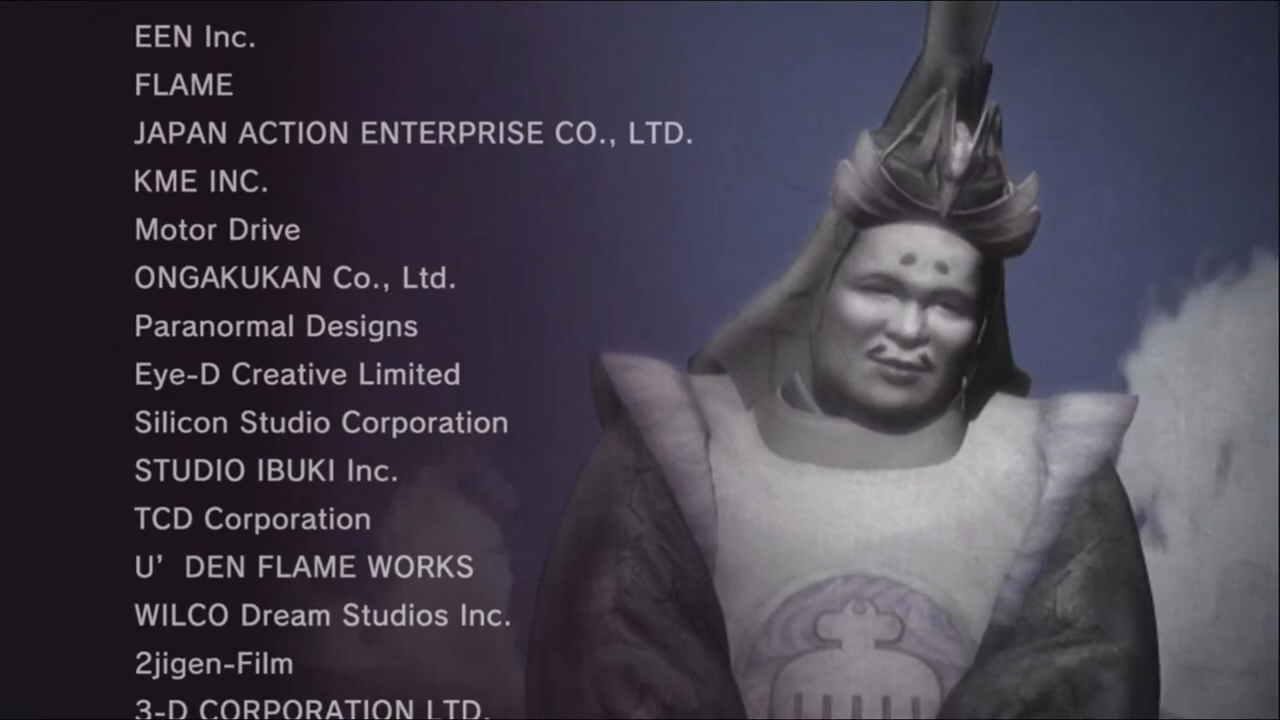 EEN Inc.
FLAME
JAPAN ACTION ENTERPRISE CO., LTD.
KME INC.
Motor Drive
ONGAKUKAN Co., Ltd.
Paranormal Designs
Eye-D Creative Limited
Silicon Studio Corporation
STUDIO IBUKI Inc.
TCD Corporation
U’ DEN FLAME WORKS
WILCO Dream Studios Inc.
2jigen-Film
3-D CORPORATION LTD.